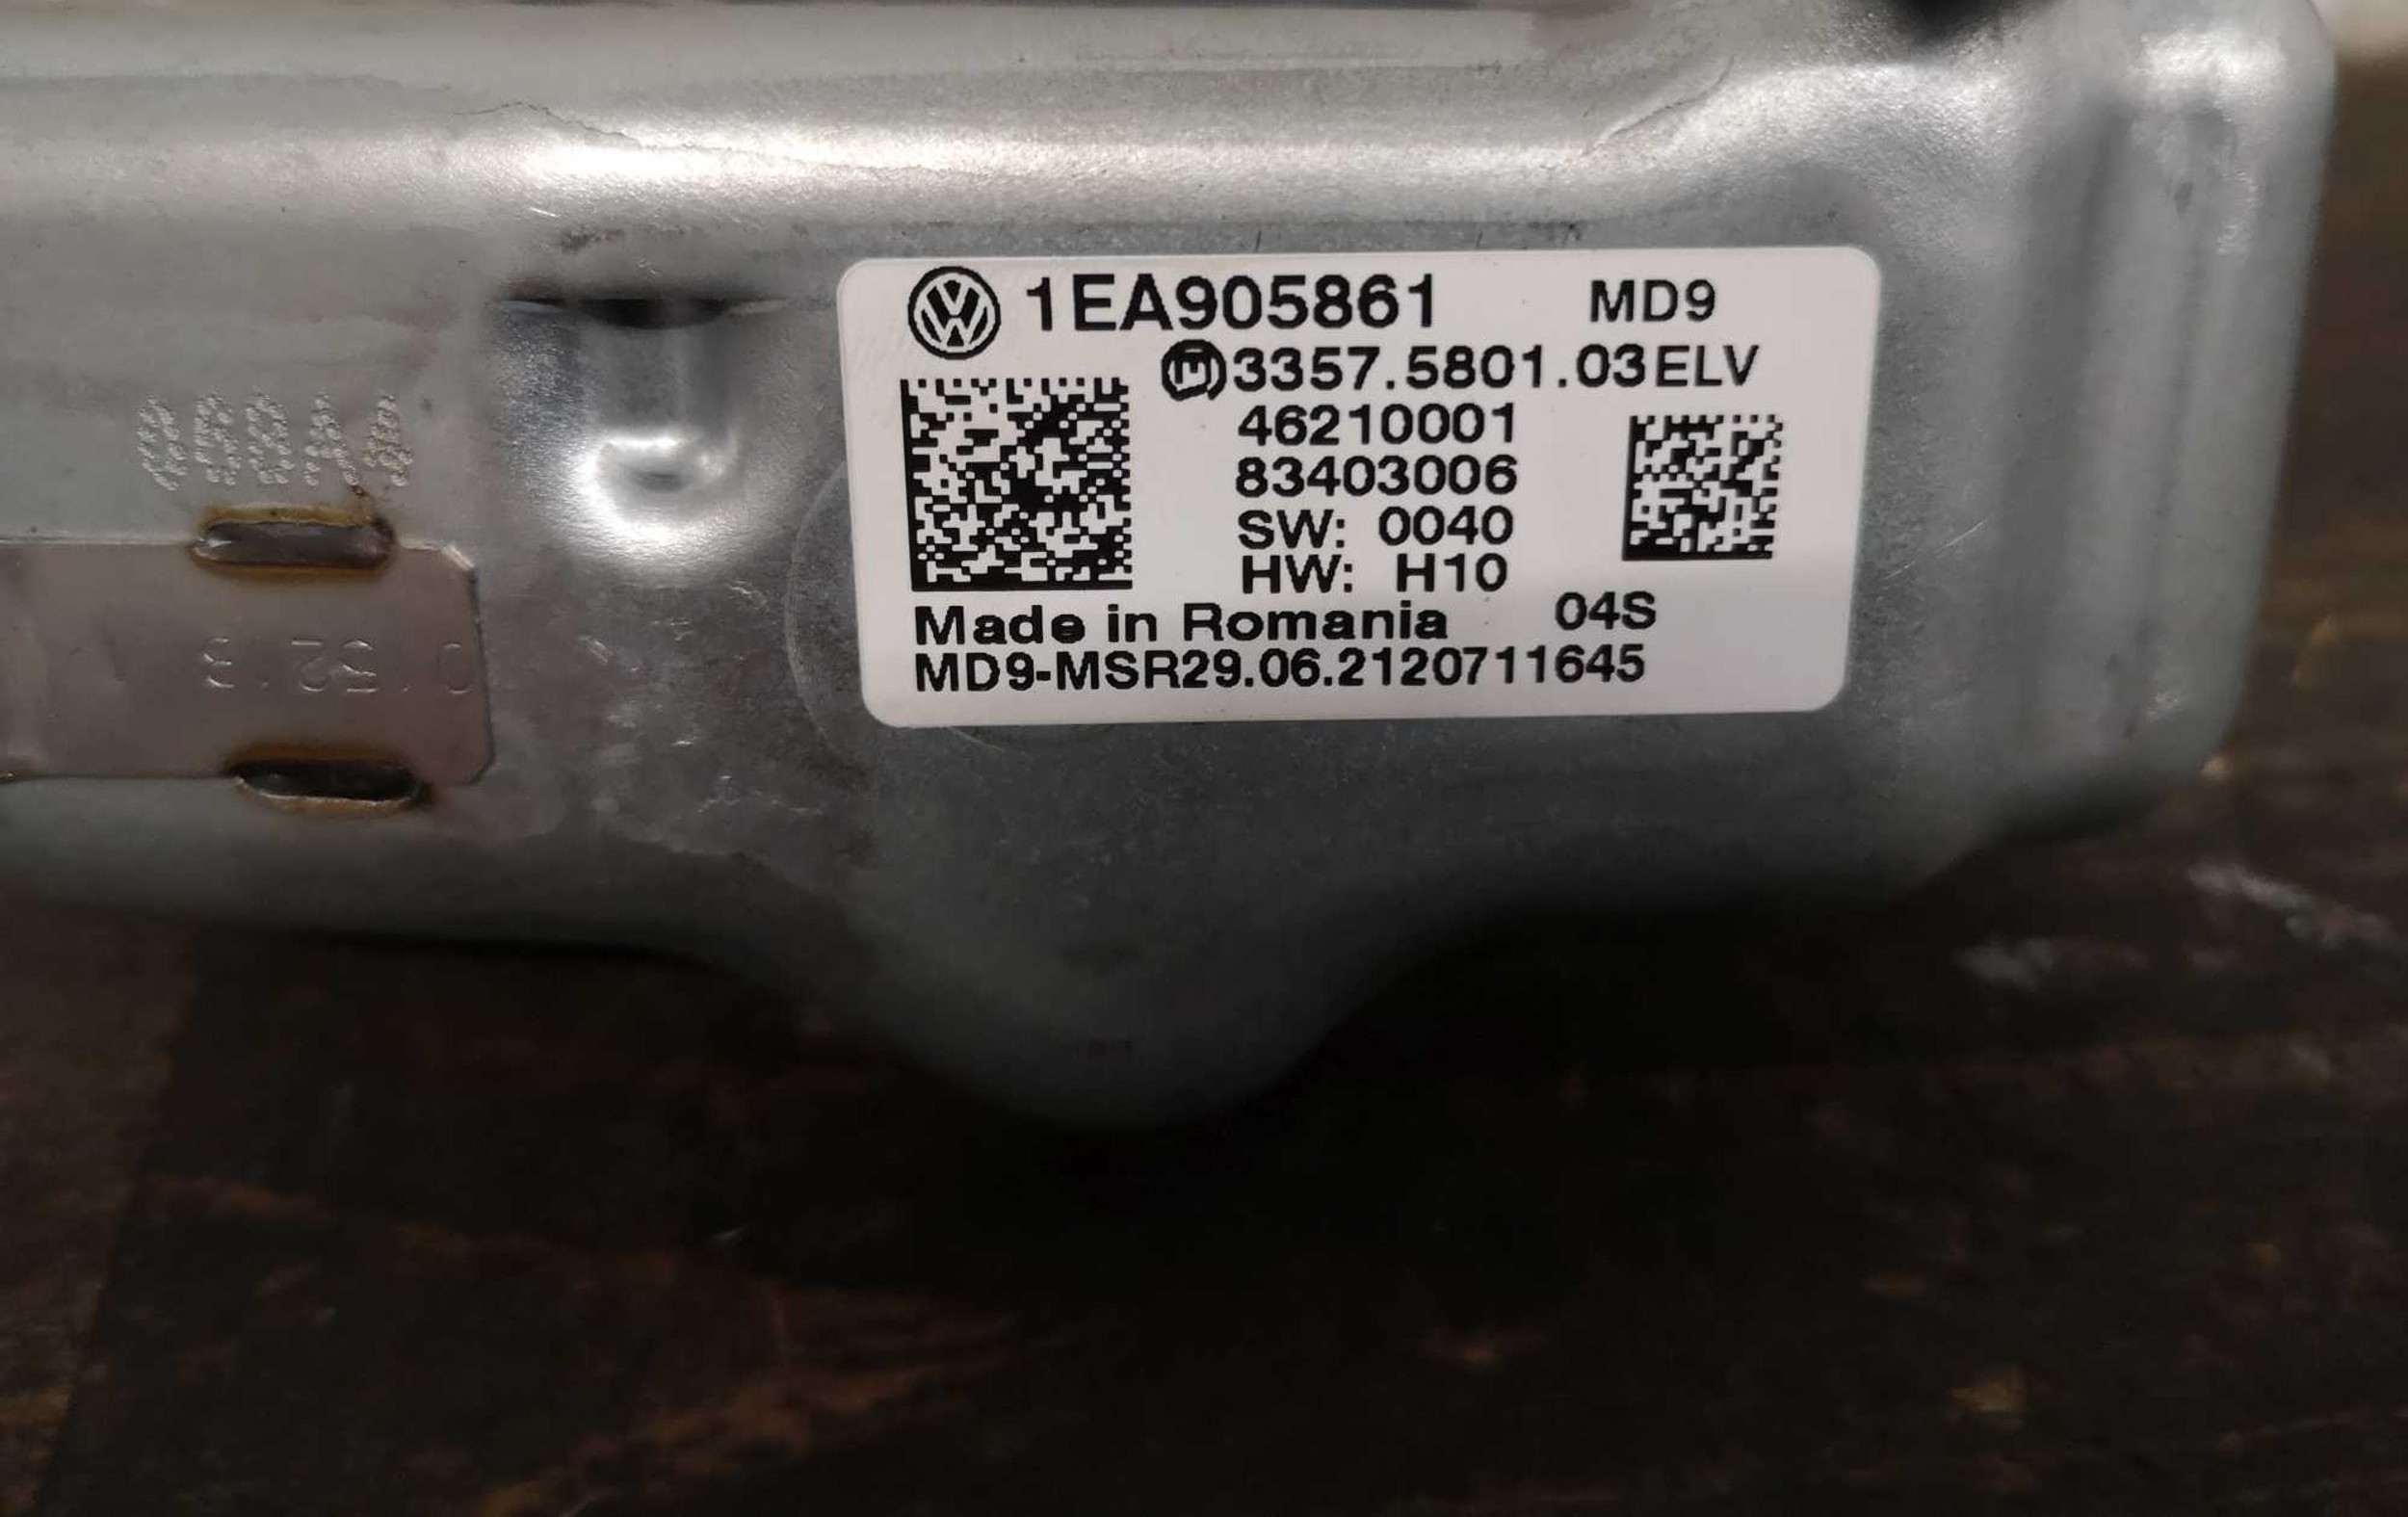 1EA905861 MD9
3357.5801.03ELV
46210001
83403006
SW: 0040
HW: H10
Made in Romania 04S
MD9-MSR29.06.2120711645